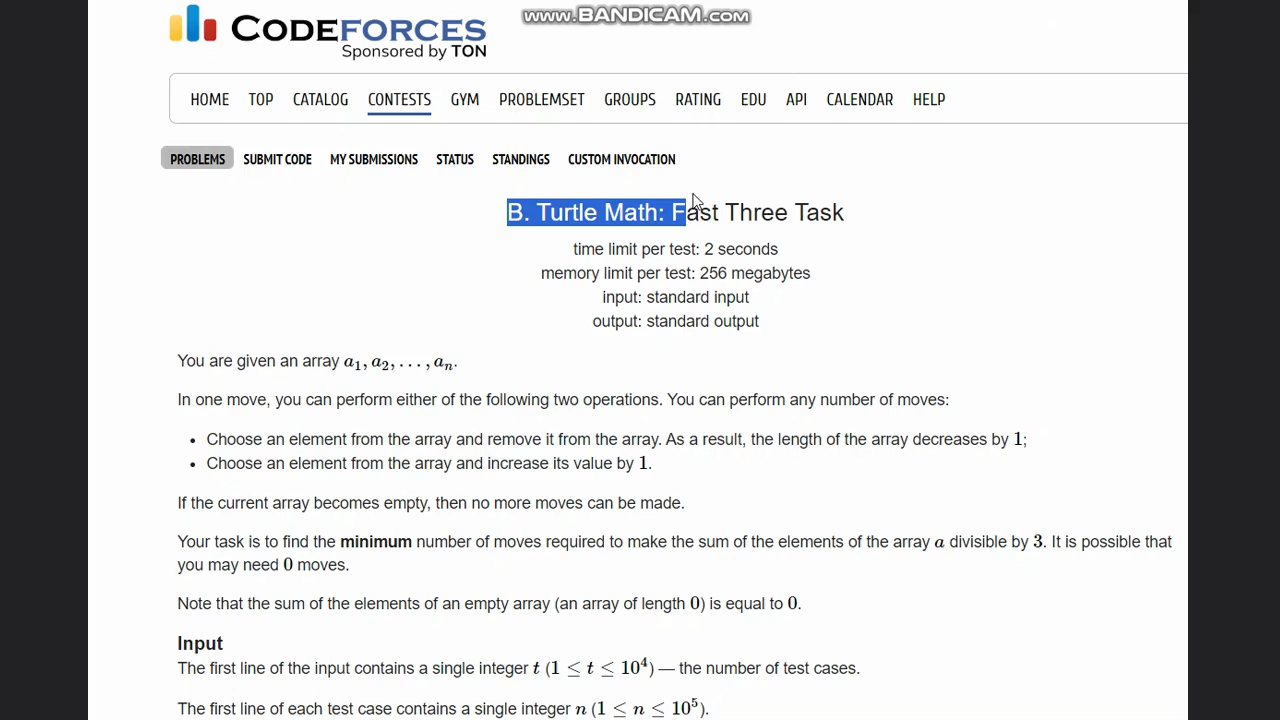 www.BANDICAM.com
CODEFORCES
Sponsored by TON
HOME TOP CATALOG CONTESTS GYM PROBLEMSET GROUPS RATING EDU API CALENDAR HELP
PROBLEMS SUBMIT CODE MY SUBMISSIONS STATUS STANDINGS CUSTOM INVOCATION
B. Turtle Math: Fast Three Task
time limit per test: 2 seconds
memory limit per test: 256 megabytes
input: standard input
output: standard output
You are given an array a₁, a₂, …, aₙ.
In one move, you can perform either of the following two operations. You can perform any number of moves:
• Choose an element from the array and remove it from the array. As a result, the length of the array decreases by 1;
• Choose an element from the array and increase its value by 1.
If the current array becomes empty, then no more moves can be made.
Your task is to find the minimum number of moves required to make the sum of the elements of the array a divisible by 3. It is possible that
you may need 0 moves.
Note that the sum of the elements of an empty array (an array of length 0) is equal to 0.
Input
The first line of the input contains a single integer t (1 ≤ t ≤ 10⁴) — the number of test cases.
The first line of each test case contains a single integer n (1 ≤ n ≤ 10⁵).